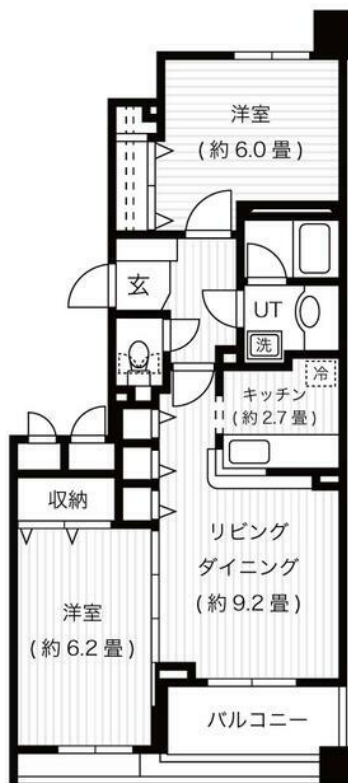 洋室
(約6.0畳)
玄
UT
洗
冷
キッチン
(約2.7畳)
収納
リビング
ダイニング
(約9.2畳)
洋室
(約6.2畳)
バルコニー